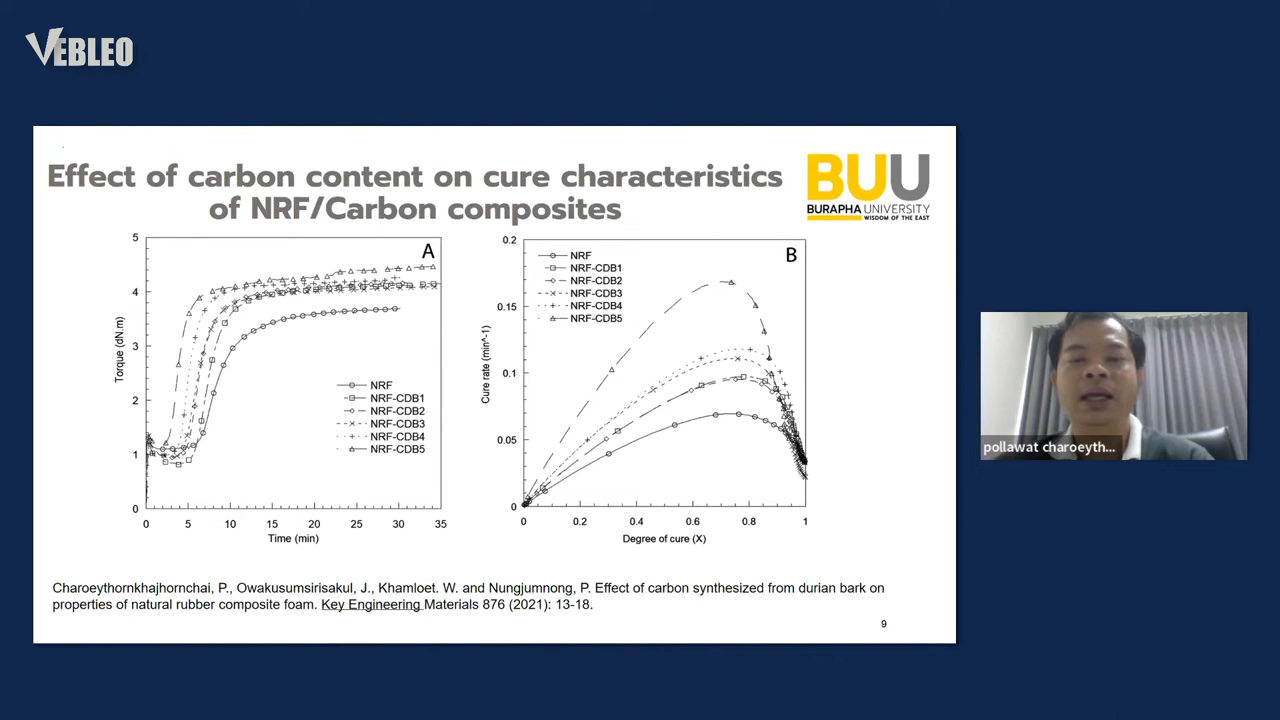 VEBLEO
Effect of carbon content on cure characteristics
of NRF/Carbon composites
BUU
BURAPHA UNIVERSITY
WISDOM OF THE EAST
A
5
4
3
2
1
0
Torque (dN.m)
NRF
NRF-CDB1
NRF-CDB2
NRF-CDB3
NRF-CDB4
NRF-CDB5
0 5 10 15 20 25 30 35
Time (min)
B
0.2
0.15
0.1
0.05
0
Cure rate (min^-1)
NRF
NRF-CDB1
NRF-CDB2
NRF-CDB3
NRF-CDB4
NRF-CDB5
0 0.2 0.4 0.6 0.8 1
Degree of cure (X)
pollawat charoeyth...
Charoeythornkhajhornchai, P., Owakusumsirisakul, J., Khamloet. W. and Nungjumnong, P. Effect of carbon synthesized from durian bark on
properties of natural rubber composite foam. Key Engineering Materials 876 (2021): 13-18.
9